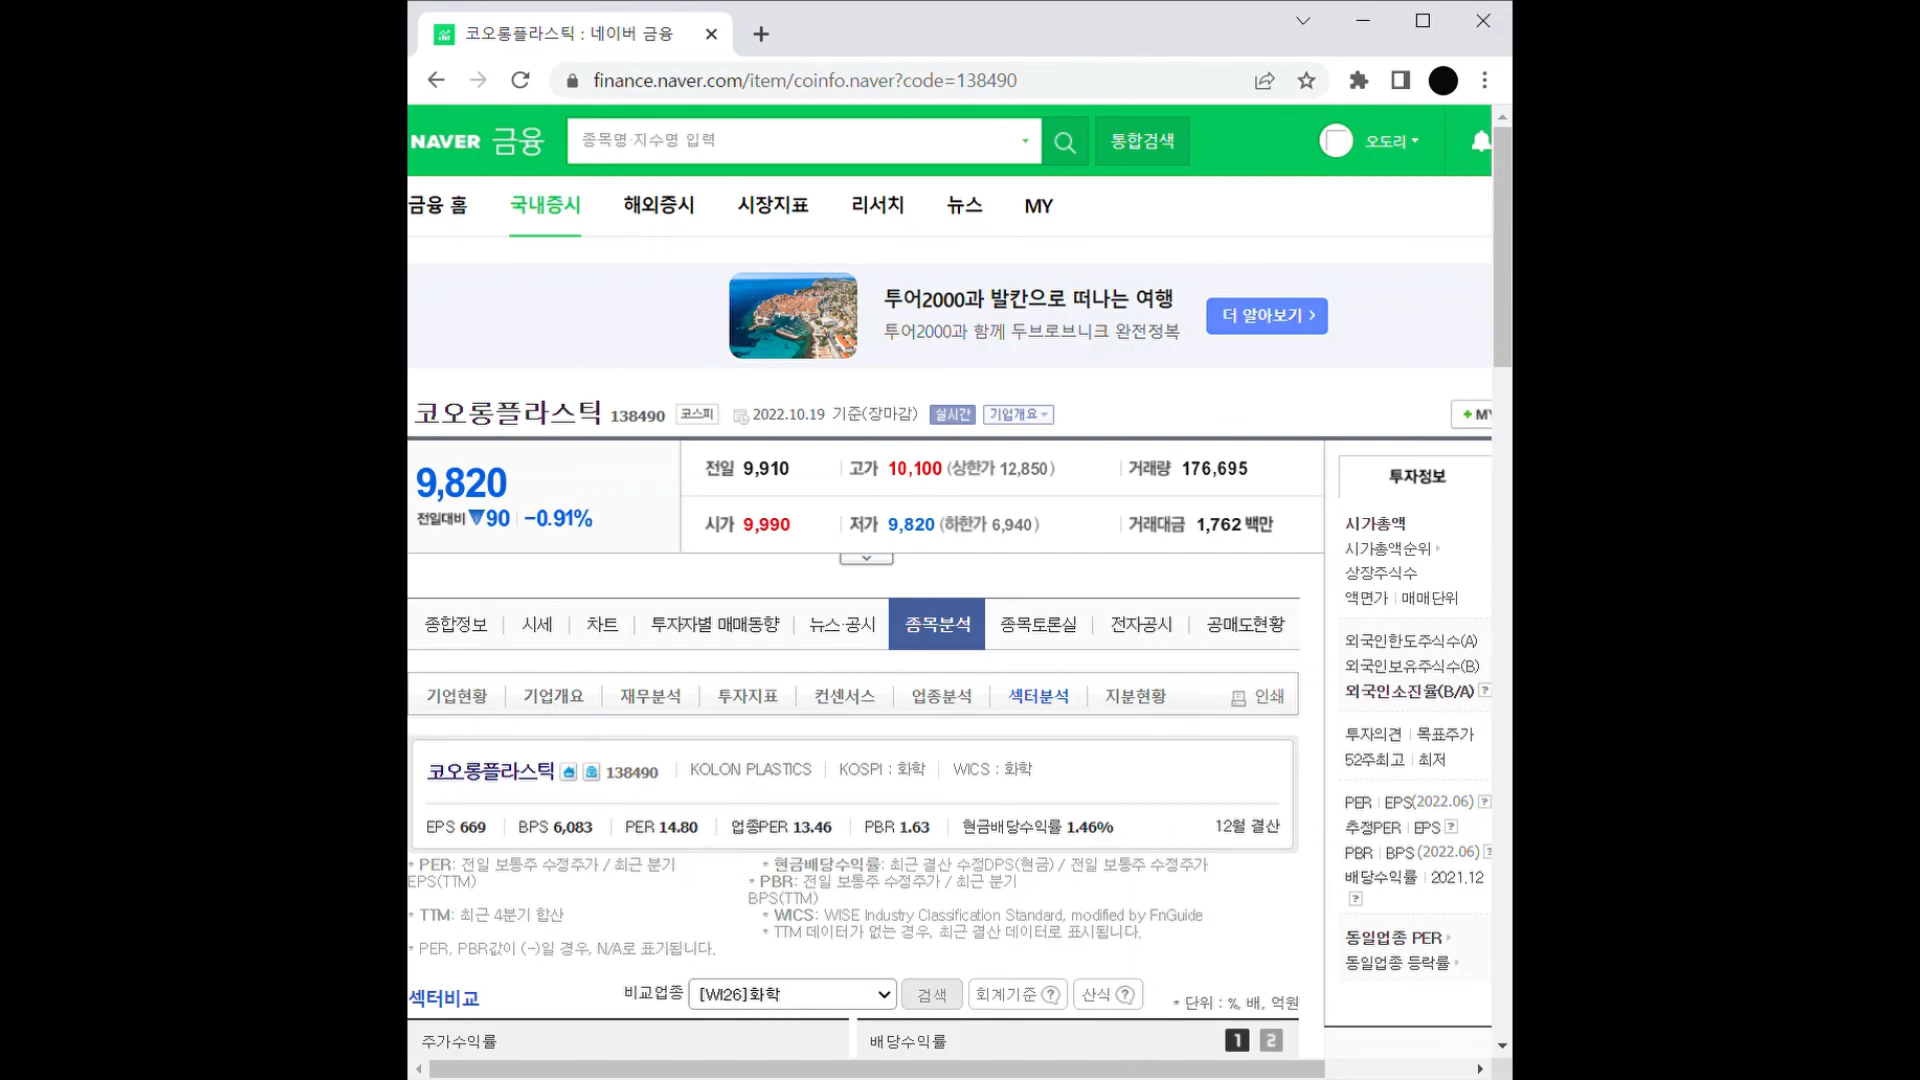 코오롱플라스틱 : 네이버 금융
finance.naver.com/item/coinfo.naver?code=138490
NAVER 금융 종목명·지수명 입력 통합검색 오도리
금융 홈 국내증시 해외증시 시장지표 리서치 뉴스 MY
투어2000과 발칸으로 떠나는 여행
투어2000과 함께 두브로브니크 완전정복
더 알아보기 >
코오롱플라스틱 138490 코스피 2022.10.19 기준(장마감) 실시간 기업개요
+ MY
9,820
전일대비 ▼90 -0.91%
전일 9,910 고가 10,100 (상한가 12,850) 거래량 176,695
시가 9,990 저가 9,820 (하한가 6,940) 거래대금 1,762 백만
종합정보 시세 차트 투자자별 매매동향 뉴스·공시 종목분석 종목토론실 전자공시 공매도현황
기업현황 기업개요 재무분석 투자지표 컨센서스 업종분석 섹터분석 지분현황 인쇄
코오롱플라스틱 138490 KOLON PLASTICS KOSPI : 화학 WICS : 화학
EPS 669 BPS 6,083 PER 14.80 업종PER 13.46 PBR 1.63 현금배당수익률 1.46% 12월 결산
* PER: 전일 보통주 수정주가 / 최근 분기
EPS(TTM)
* 현금배당수익률: 최근 결산 수정DPS(현금) / 전일 보통주 수정주가
* PBR: 전일 보통주 수정주가 / 최근 분기
BPS(TTM)
* TTM: 최근 4분기 합산
* WICS: WISE Industry Classification Standard, modified by FnGuide
* TTM 데이터가 없는 경우, 최근 결산 데이터로 표시됩니다.
* PER, PBR값이 (-)일 경우, N/A로 표기됩니다.
섹터비교 비교업종 [WI26]화학 검색 회계기준 ? 산식 ? * 단위 : %, 배, 억원
주가수익률 배당수익률 1 2
투자정보
시가총액
시가총액순위
상장주식수
액면가 | 매매단위
외국인한도주식수(A)
외국인보유주식수(B)
외국인소진율(B/A) ?
투자의견 | 목표주가
52주최고 | 최저
PER | EPS(2022.06) ?
추정PER | EPS ?
PBR | BPS (2022.06) ?
배당수익률 | 2021.12
?
동일업종 PER
동일업종 등락률